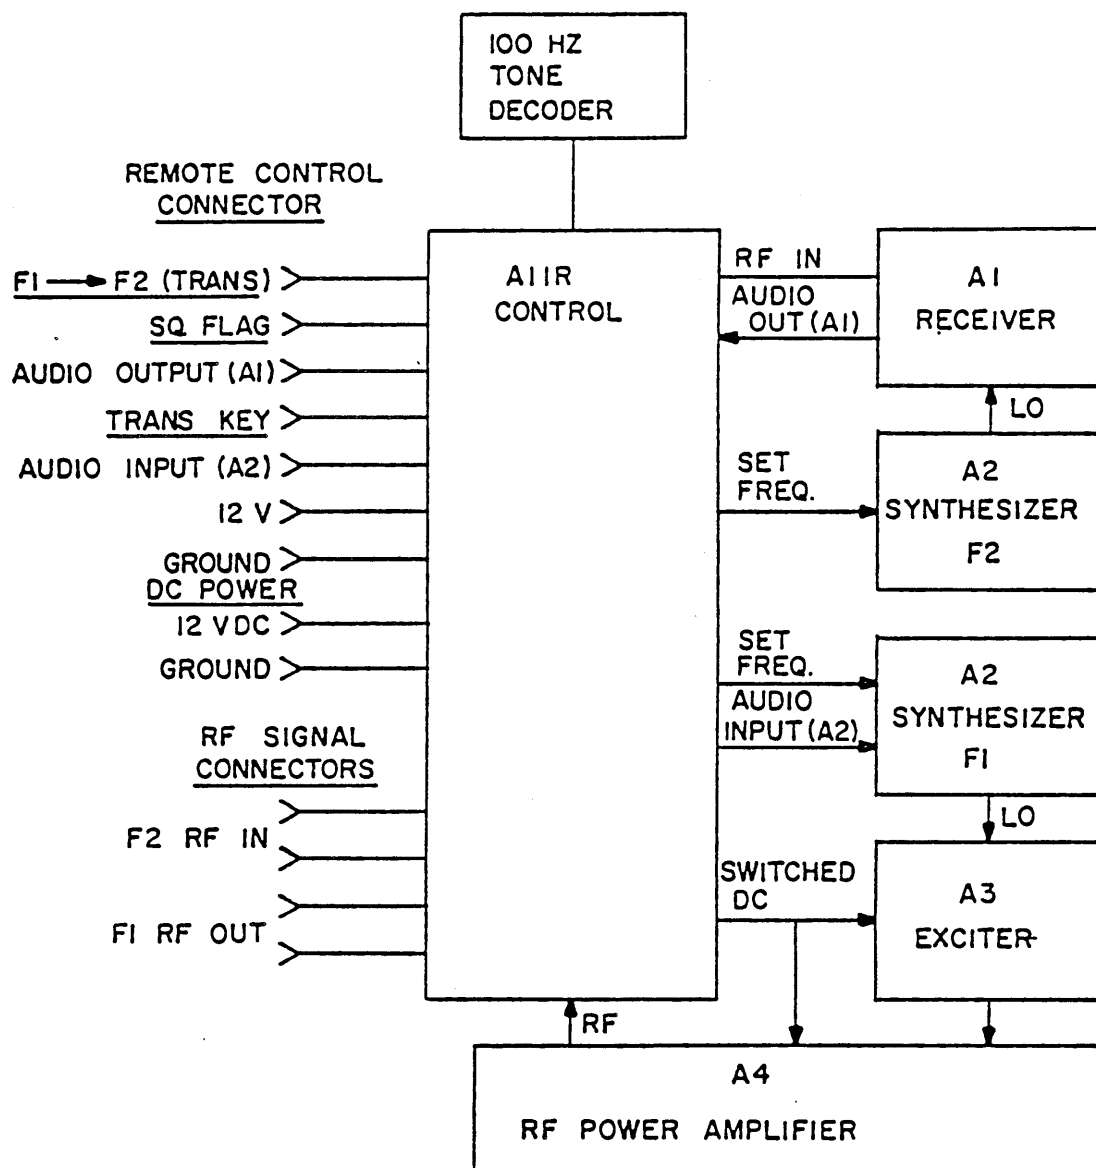 100 HZ
TONE
DECODER
REMOTE CONTROL
CONNECTOR
F1 → F2 (TRANS)
SQ FLAG
AUDIO OUTPUT (A1)
TRANS KEY
AUDIO INPUT (A2)
12 V
GROUND
DC POWER
12 VDC
GROUND
RF SIGNAL
CONNECTORS
F2 RF IN
F1 RF OUT
A11R
CONTROL
RF IN
AUDIO
OUT (A1)
SET
FREQ.
SET
FREQ.
AUDIO
INPUT (A2)
SWITCHED
DC
RF
A1
RECEIVER
LO
A2
SYNTHESIZER
F2
A2
SYNTHESIZER
F1
LO
A3
EXCITER
A4
RF POWER AMPLIFIER